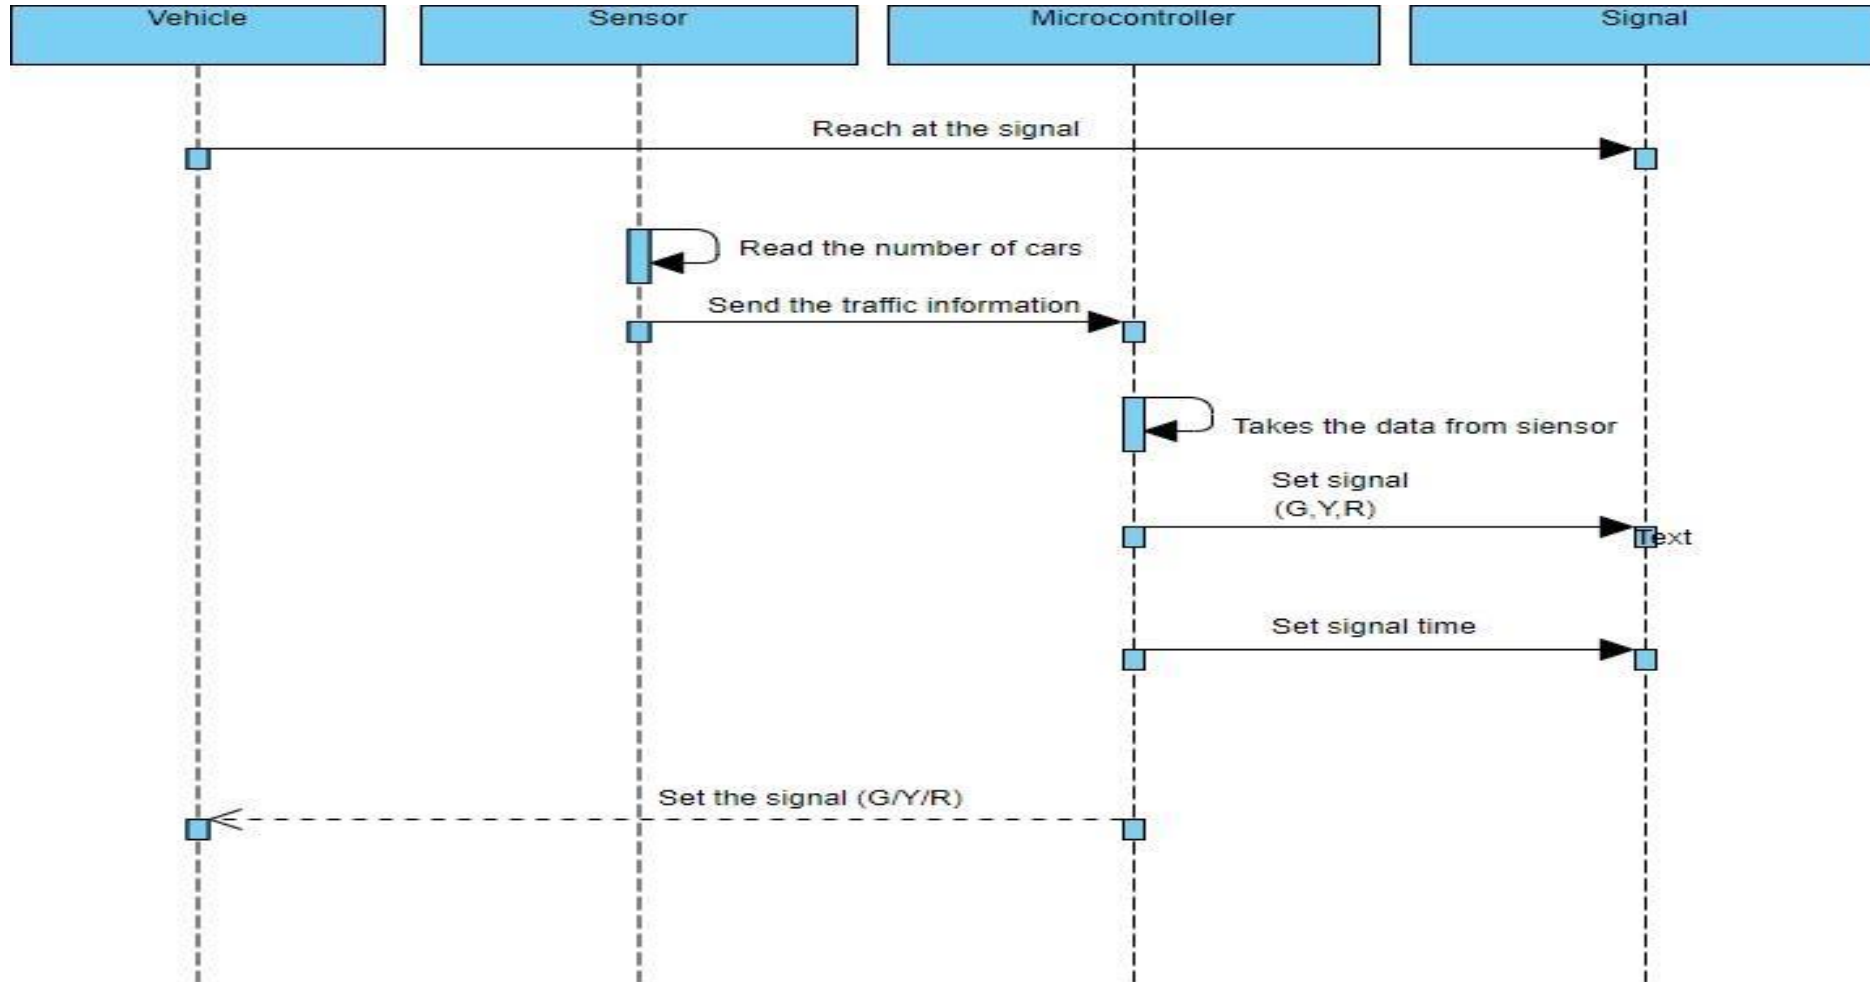 Vehicle
Sensor
Microcontroller
Signal
Reach at the signal
Read the number of cars
Send the traffic information
Takes the data from siensor
Set signal
(G,Y,R)
Text
Set signal time
Set the signal (G/Y/R)